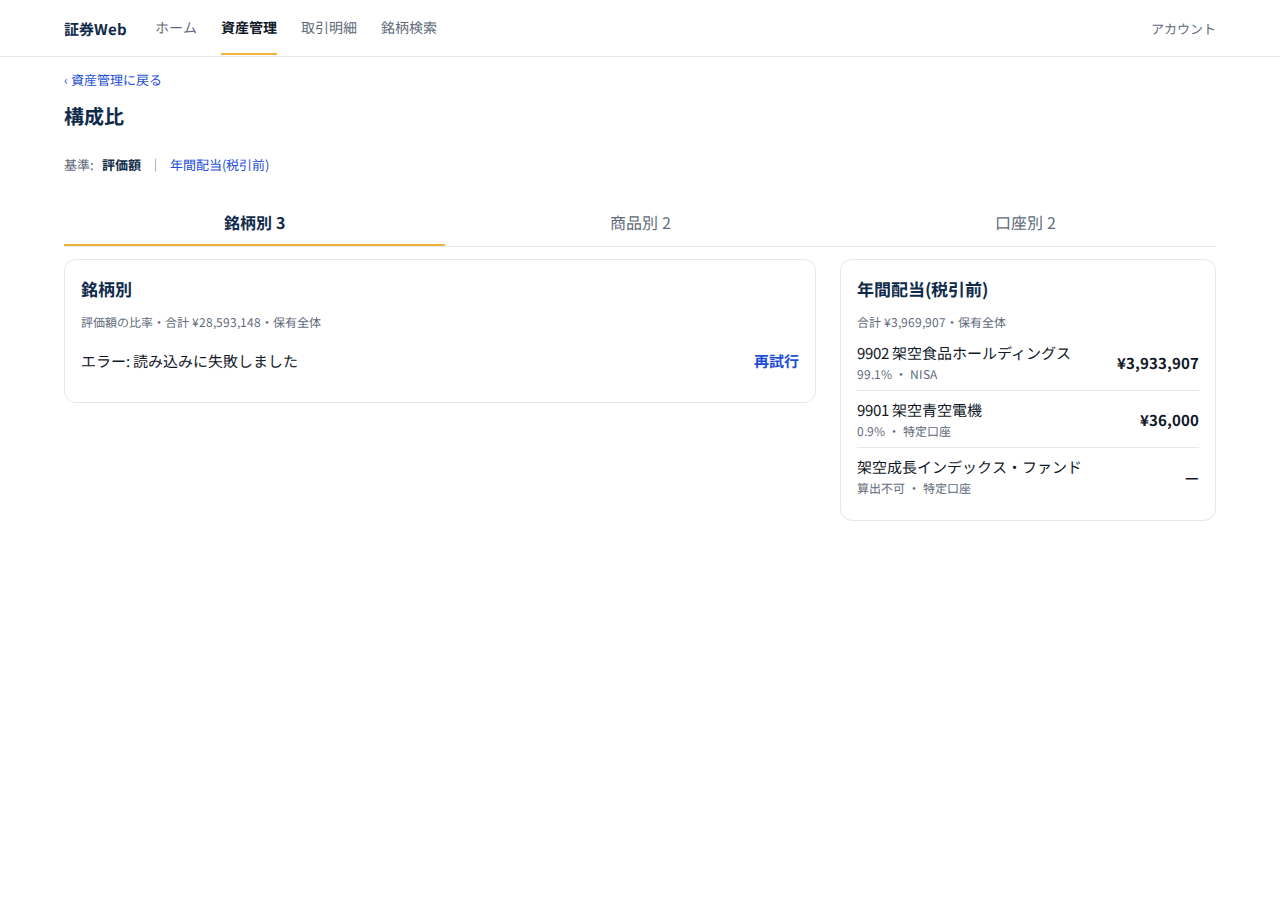 証券Web ホーム 資産管理 取引明細 銘柄検索 アカウント
‹ 資産管理に戻る
構成比
基準: 評価額 | 年間配当(税引前)
銘柄別 3 商品別 2 口座別 2
銘柄別
評価額の比率・合計 ¥28,593,148・保有全体
エラー: 読み込みに失敗しました 再試行
年間配当(税引前)
合計 ¥3,969,907・保有全体
9902 架空食品ホールディングス ¥3,933,907
99.1% ・ NISA
9901 架空青空電機 ¥36,000
0.9% ・ 特定口座
架空成長インデックス・ファンド —
算出不可 ・ 特定口座